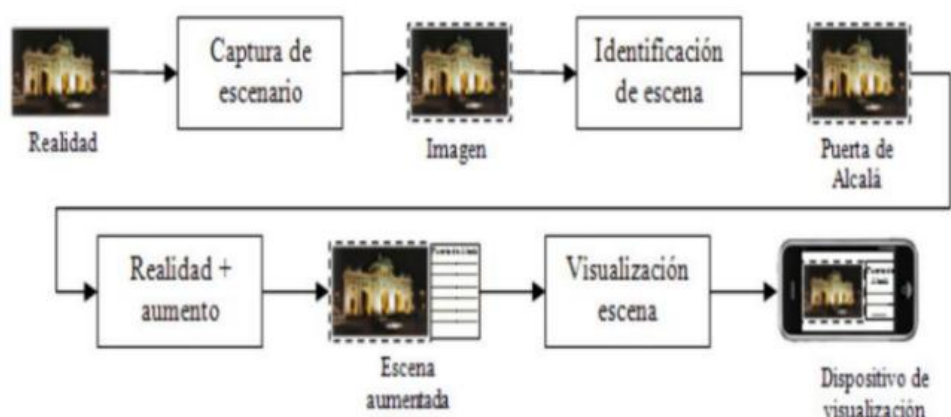 Captura de
escenario
Identificación
de escena
Realidad
Imagen
Puerta de
Alcalá
Realidad +
aumento
Visualización
escena
Escena
aumentada
Dispositivo de
visualización